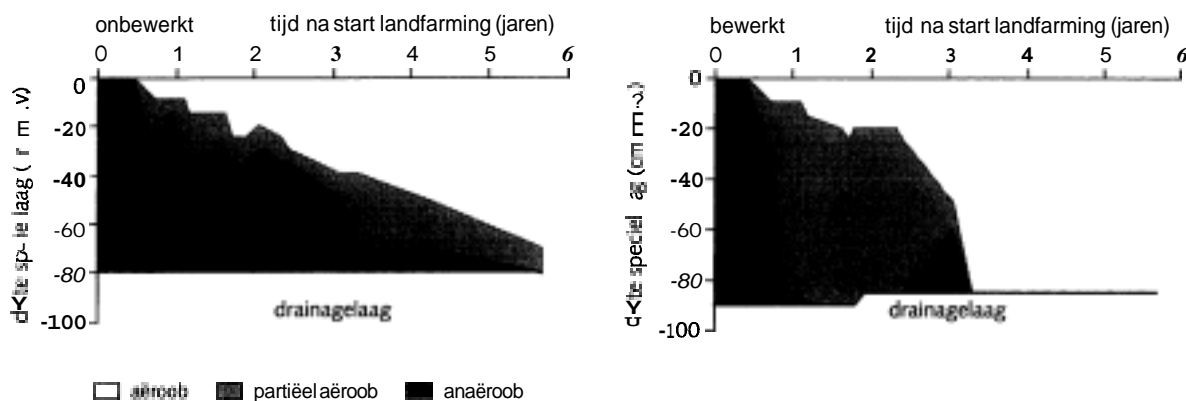 onbewerkt tijd na start landfarming (jaren)
0 1 2 3 4 5 6
0
-20
-40
-60
-80
-100
drainagelaag
bewerkt tijd na start landfarming (jaren)
0 1 2 3 4 5 6
0
-20
-40
-60
-80
-100
drainagelaag
aëroob partiëel aëroob anaëroob